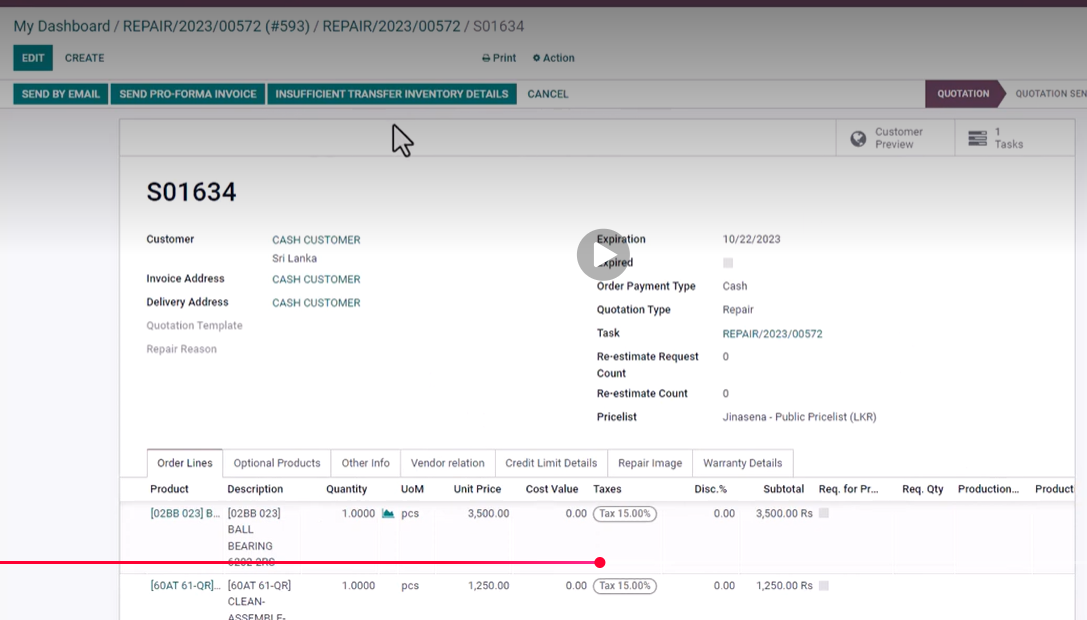 My Dashboard / REPAIR/2023/00572 (#593) / REPAIR/2023/00572 / S01634
EDIT CREATE Print Action
SEND BY EMAIL SEND PRO-FORMA INVOICE INSUFFICIENT TRANSFER INVENTORY DETAILS CANCEL QUOTATION QUOTATION SEN
Customer Preview 1 Tasks
S01634
Customer CASH CUSTOMER
Sri Lanka
Invoice Address CASH CUSTOMER
Delivery Address CASH CUSTOMER
Quotation Template
Repair Reason
Expiration 10/22/2023
Expired
Order Payment Type Cash
Quotation Type Repair
Task REPAIR/2023/00572
Re-estimate Request Count 0
Re-estimate Count 0
Pricelist Jinasena - Public Pricelist (LKR)
Order Lines Optional Products Other Info Vendor relation Credit Limit Details Repair Image Warranty Details
Product Description Quantity UoM Unit Price Cost Value Taxes Disc.% Subtotal Req. for Pr... Req. Qty Production... Product
[02BB 023] B... [02BB 023] 1.0000 pcs 3,500.00 0.00 Tax 15.00% 0.00 3,500.00 Rs
BALL
BEARING
6202-2RS
[60AT 61-QR]... [60AT 61-QR] 1.0000 pcs 1,250.00 0.00 Tax 15.00% 0.00 1,250.00 Rs
CLEAN-
ASSEMBLE-